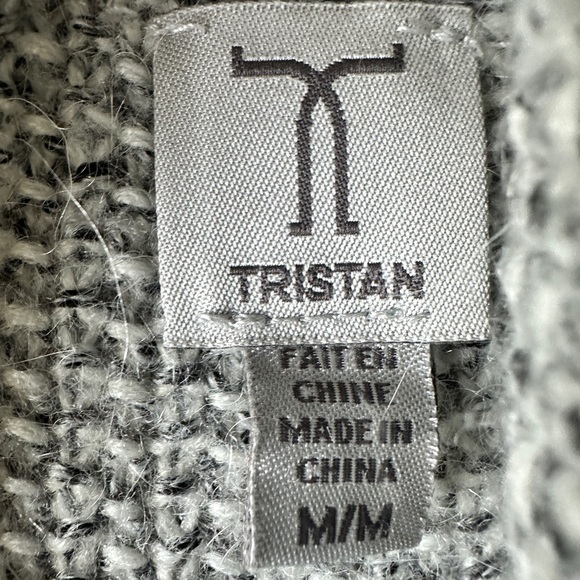 TRISTAN
FAIT EN
CHINE
MADE IN
CHINA
M/M